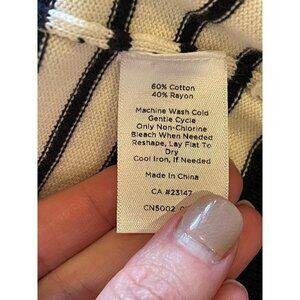 60% Cotton
40% Rayon
Machine Wash Cold
Gentle Cycle
Only Non-Chlorine
Bleach When Needed
Reshape, Lay Flat To
Dry
Cool Iron, If Needed
Made In China
CA #23147
CN5002